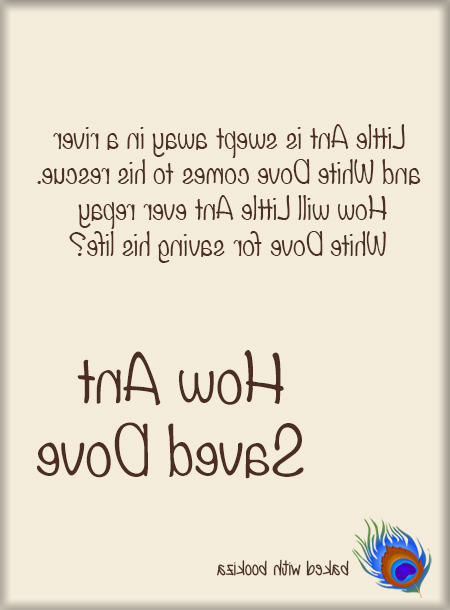 Little Ant is swept away in a river
and White Dove comes to his rescue.
How will Little Ant ever repay
White Dove for saving his life?
How Ant
Saved Dove
baked with bookiza